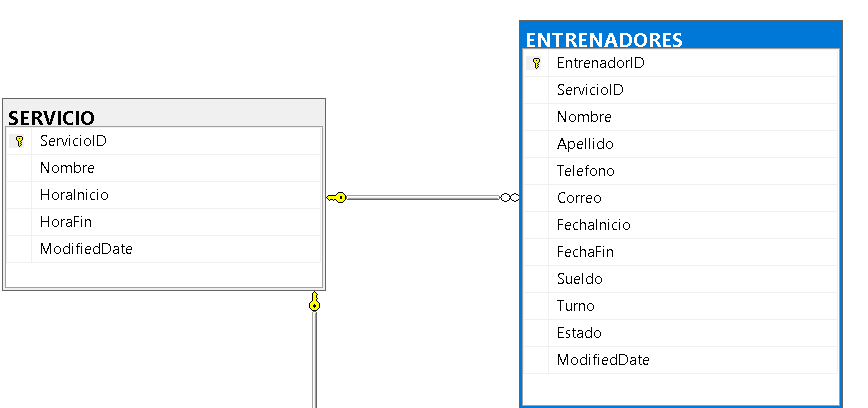 SERVICIO
ServicioID
Nombre
HoraInicio
HoraFin
ModifiedDate
ENTRENADORES
EntrenadorID
ServicioID
Nombre
Apellido
Telefono
Correo
FechaInicio
FechaFin
Sueldo
Turno
Estado
ModifiedDate